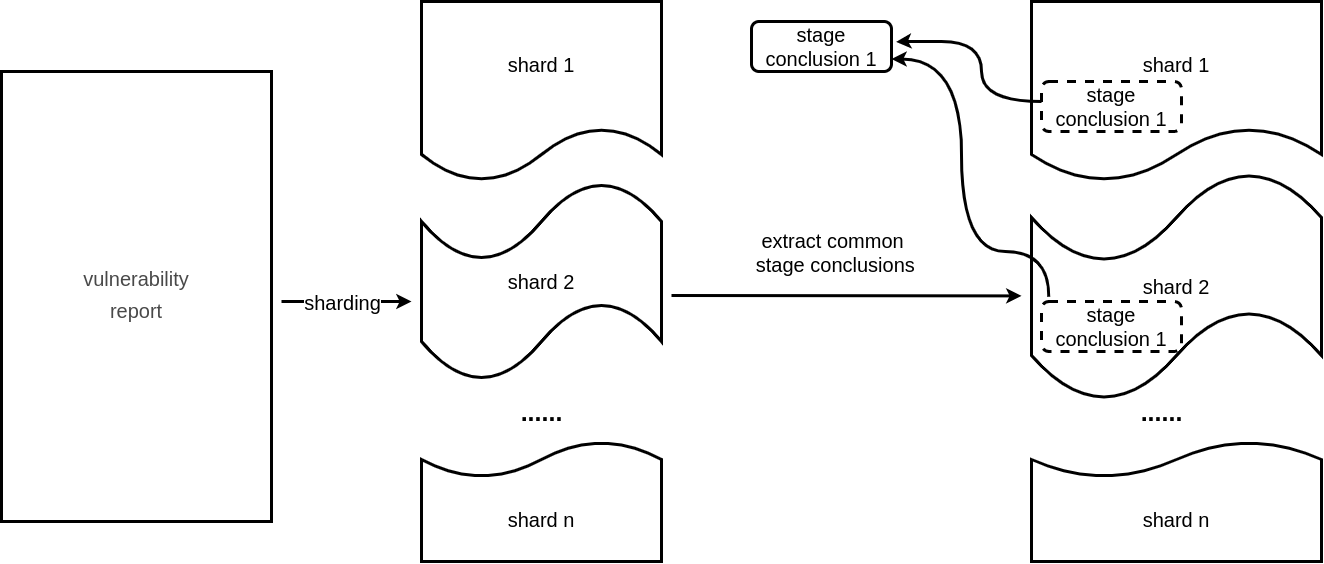 vulnerability
report
sharding
shard 1
shard 2
......
shard n
extract common
stage conclusions
stage
conclusion 1
shard 1
stage
conclusion 1
shard 2
stage
conclusion 1
......
shard n